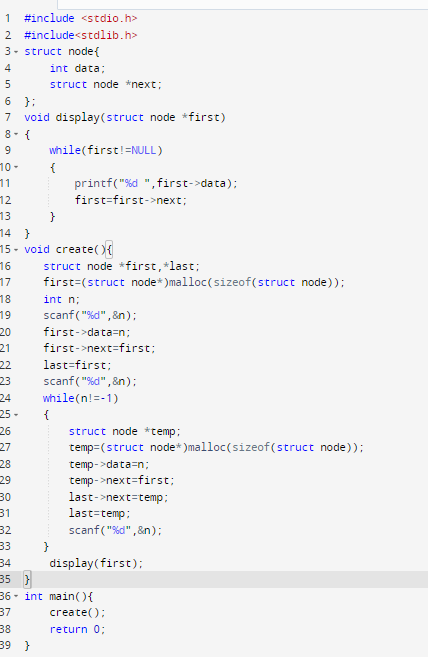 1 #include <stdio.h>
2 #include<stdlib.h>
3 struct node{
4     int data;
5     struct node *next;
6 };
7 void display(struct node *first)
8 {
9     while(first!=NULL)
10     {
11         printf("%d ",first->data);
12         first=first->next;
13     }
14 }
15 void create(){
16    struct node *first,*last;
17    first=(struct node*)malloc(sizeof(struct node));
18    int n;
19    scanf("%d",&n);
20    first->data=n;
21    first->next=first;
22    last=first;
23    scanf("%d",&n);
24    while(n!=-1)
25    {
26        struct node *temp;
27        temp=(struct node*)malloc(sizeof(struct node));
28        temp->data=n;
29        temp->next=first;
30        last->next=temp;
31        last=temp;
32        scanf("%d",&n);
33    }
34     display(first);
35 }
36 int main(){
37     create();
38     return 0;
39 }